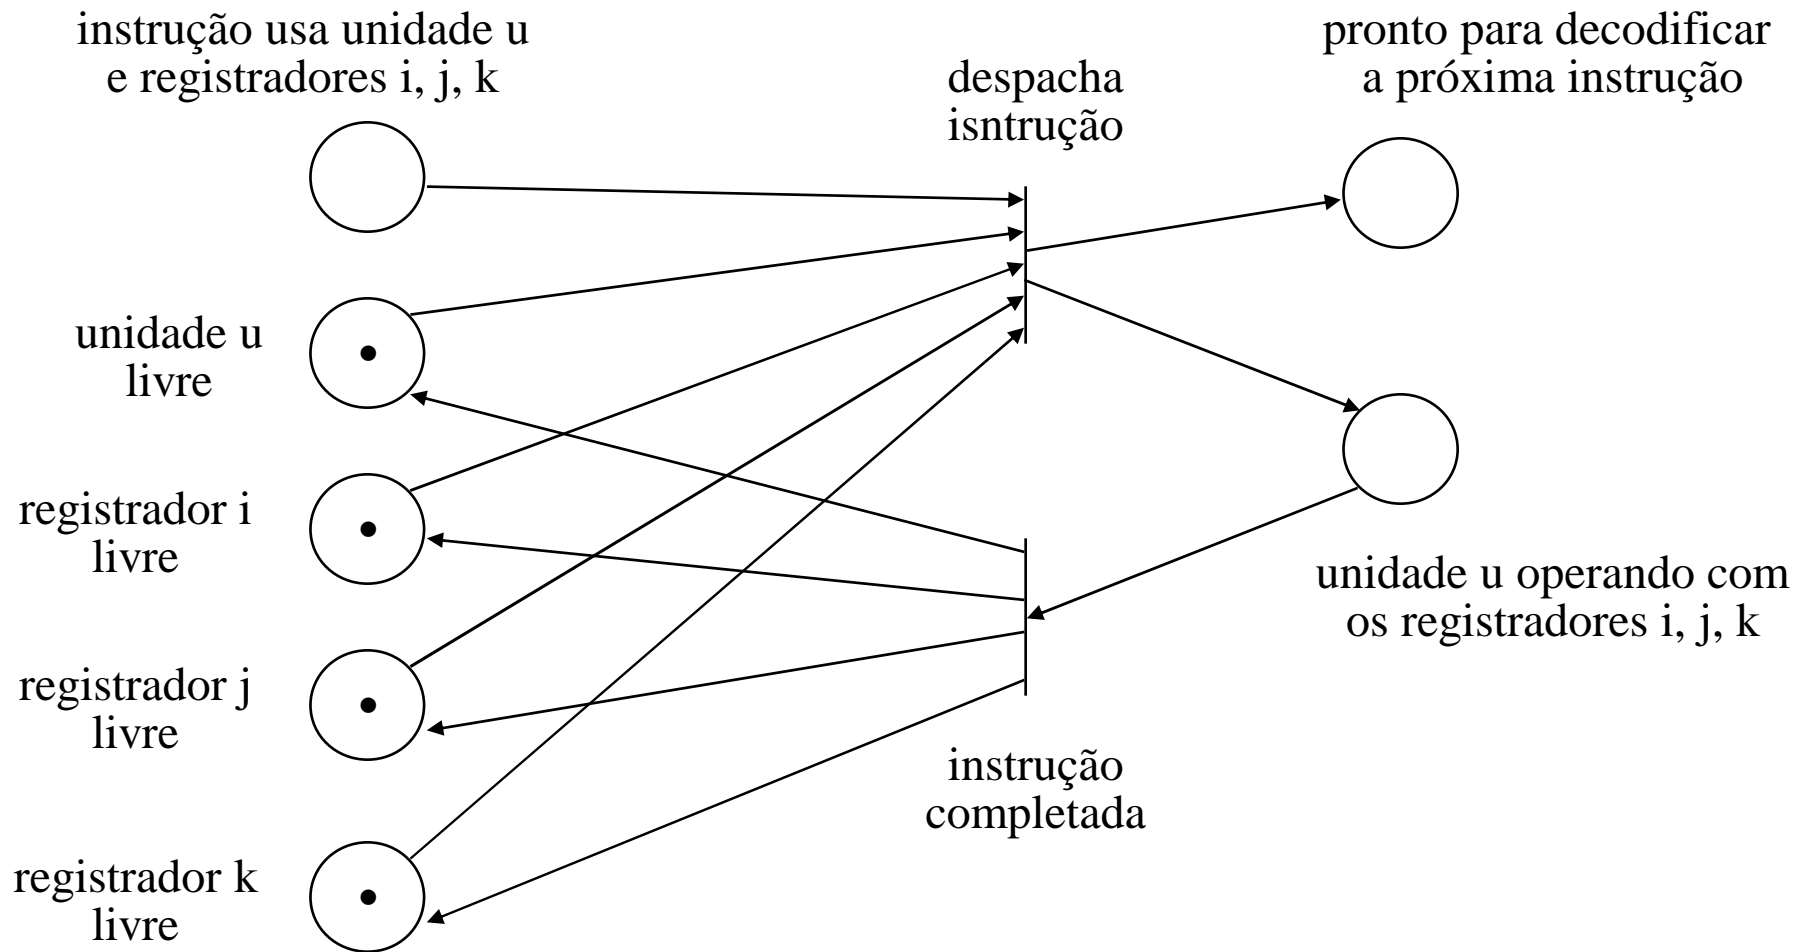 instrução usa unidade u
e registradores i, j, k
despacha
isntrução
pronto para decodificar
a próxima instrução
unidade u
livre
registrador i
livre
unidade u operando com
os registradores i, j, k
registrador j
livre
instrução
completada
registrador k
livre